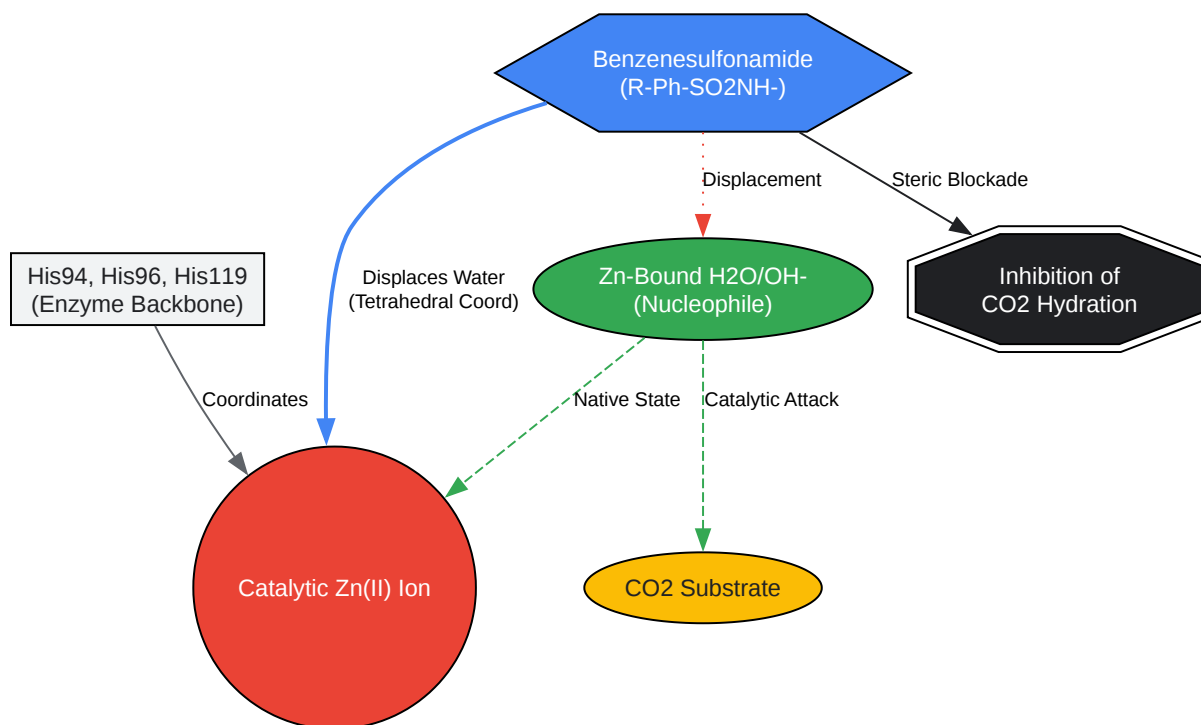 Benzenesulfonamide
(R-Ph-SO2NH-)
Displacement
Steric Blockade
His94, His96, His119
(Enzyme Backbone)
Displaces Water
(Tetrahedral Coord)
Zn-Bound H2O/OH-
(Nucleophile)
Inhibition of
CO2 Hydration
Coordinates
Native State
Catalytic Attack
Catalytic Zn(II) Ion
CO2 Substrate